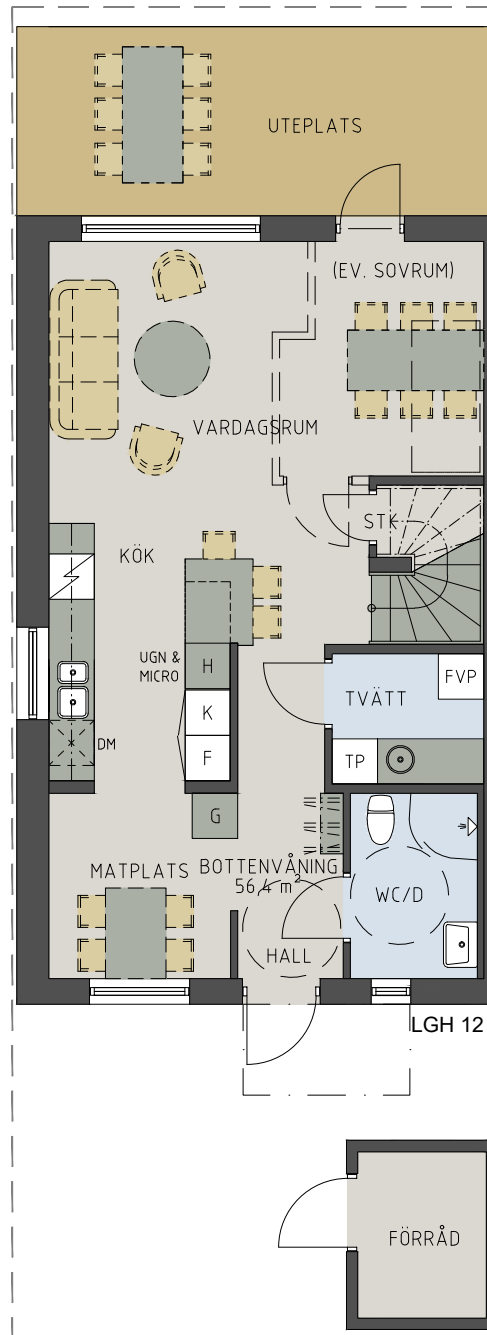 UTEPLATS
(EV. SOVRUM)
VARDAGSRUM
STK
KÖK
UGN &
MICRO
H
FVP
TVÄTT
K
DM
F
TP
G
MATPLATS
BOTTENVÅNING
56,4 m²
WC/D
HALL
LGH 12
FÖRRÅD